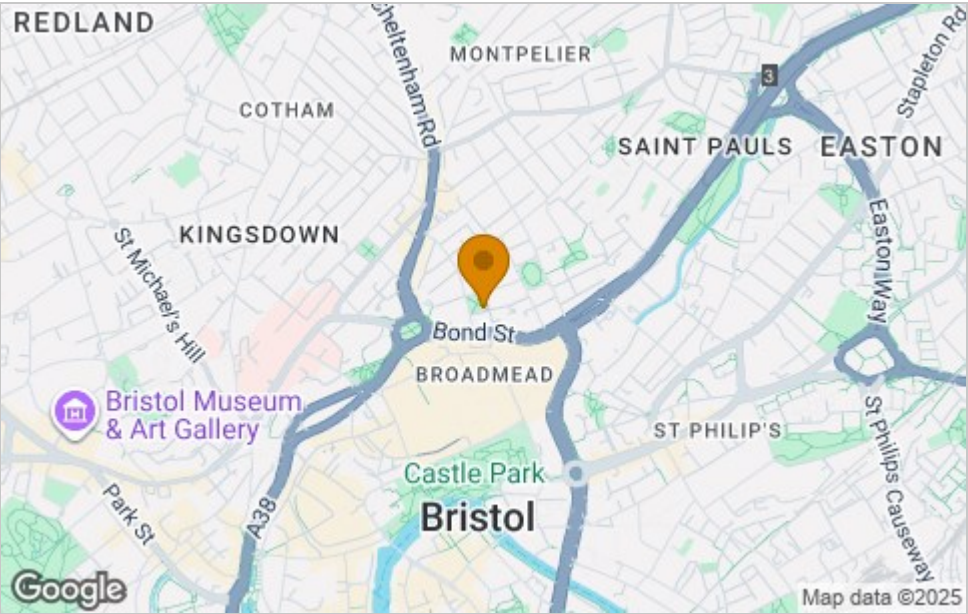 REDLAND
Cheltenham Rd
MONTPELIER
Stapleton Rd
3
COTHAM
SAINT PAULS
EASTON
KINGSDOWN
St Michael's Hill
Easton Way
Bond St
BROADMEAD
Bristol Museum
& Art Gallery
ST PHILIP'S
Castle Park
St Philips Causeway
Park St
A38
Bristol
Google
Map data ©2025